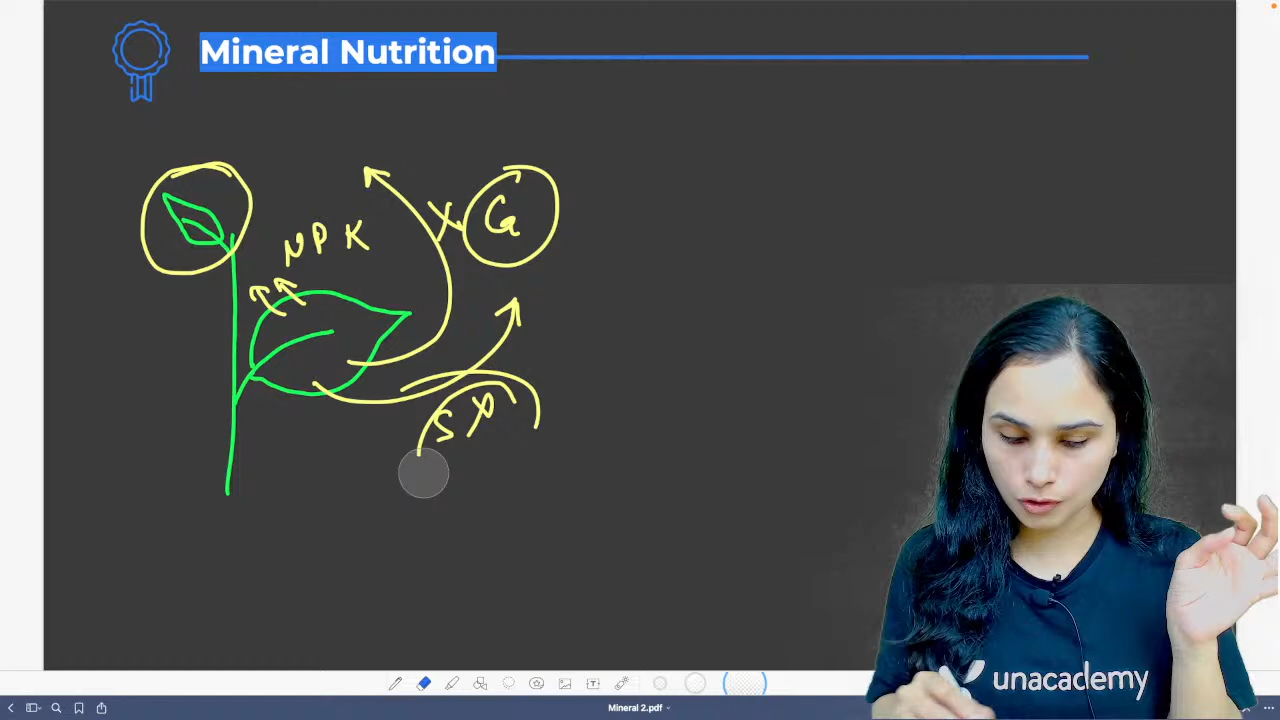 Mineral Nutrition
N P K
X
Ca
S
unacademy
Mineral 2.pdf